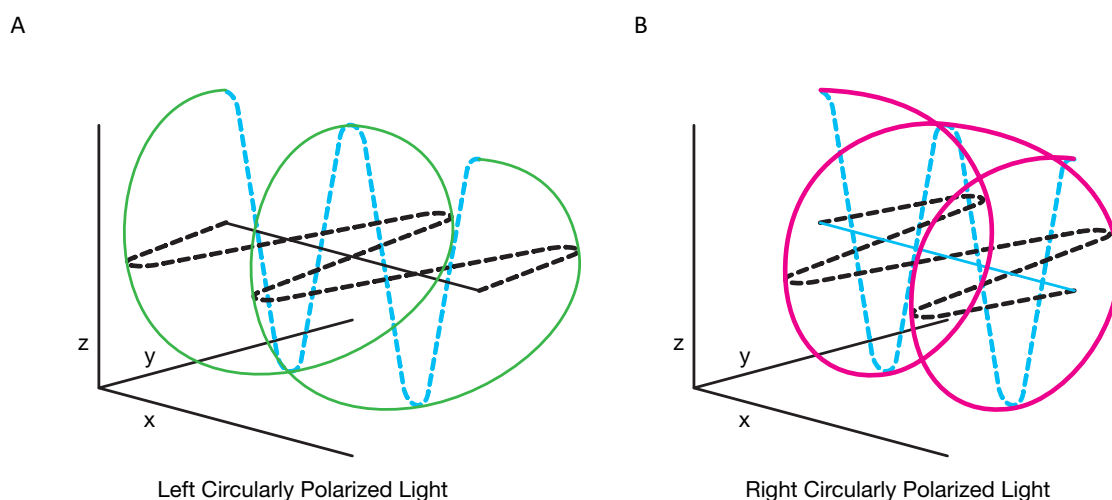 A
B
z
y
x
z
y
x
Left Circularly Polarized Light
Right Circularly Polarized Light